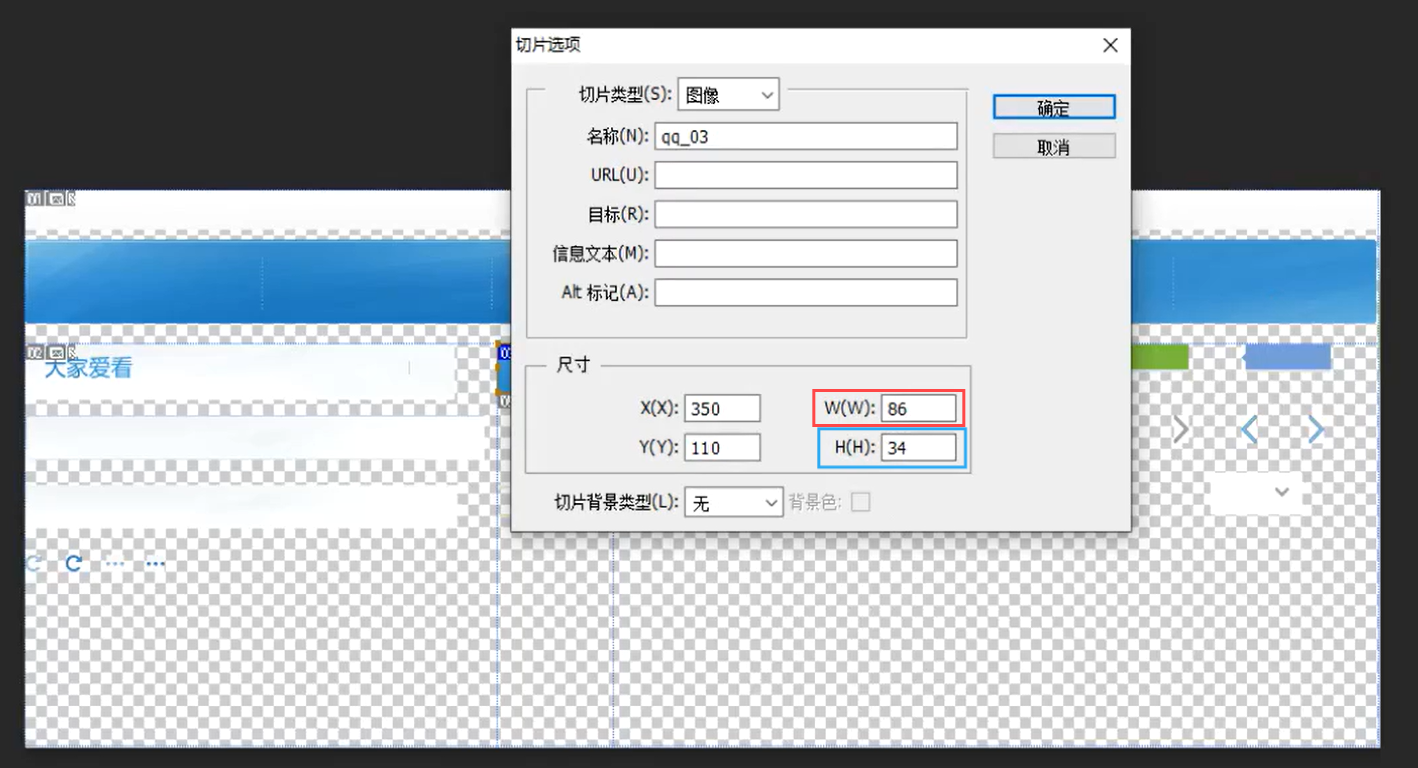 切片选项
切片类型(S): 图像
确定
名称(N): qq_03
取消
URL(U):
目标(R):
01
信息文本(M):
Alt 标记(A):
02
03
大家爱看
尺寸
X(X): 350 W(W): 86
Y(Y): 110 H(H): 34
切片背景类型(L): 无 背景色: